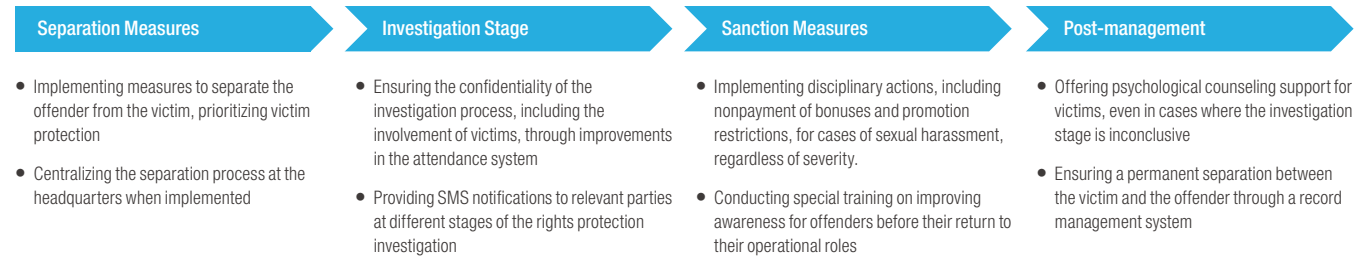 Separation Measures
• Implementing measures to separate the
offender from the victim, prioritizing victim
protection
• Centralizing the separation process at the
headquarters when implemented
Investigation Stage
• Ensuring the confidentiality of the
investigation process, including the
involvement of victims, through improvements
in the attendance system
• Providing SMS notifications to relevant parties
at different stages of the rights protection
investigation
Sanction Measures
• Implementing disciplinary actions, including
nonpayment of bonuses and promotion
restrictions, for cases of sexual harassment,
regardless of severity.
• Conducting special training on improving
awareness for offenders before their return to
their operational roles
Post-management
• Offering psychological counseling support for
victims, even in cases where the investigation
stage is inconclusive
• Ensuring a permanent separation between
the victim and the offender through a record
management system